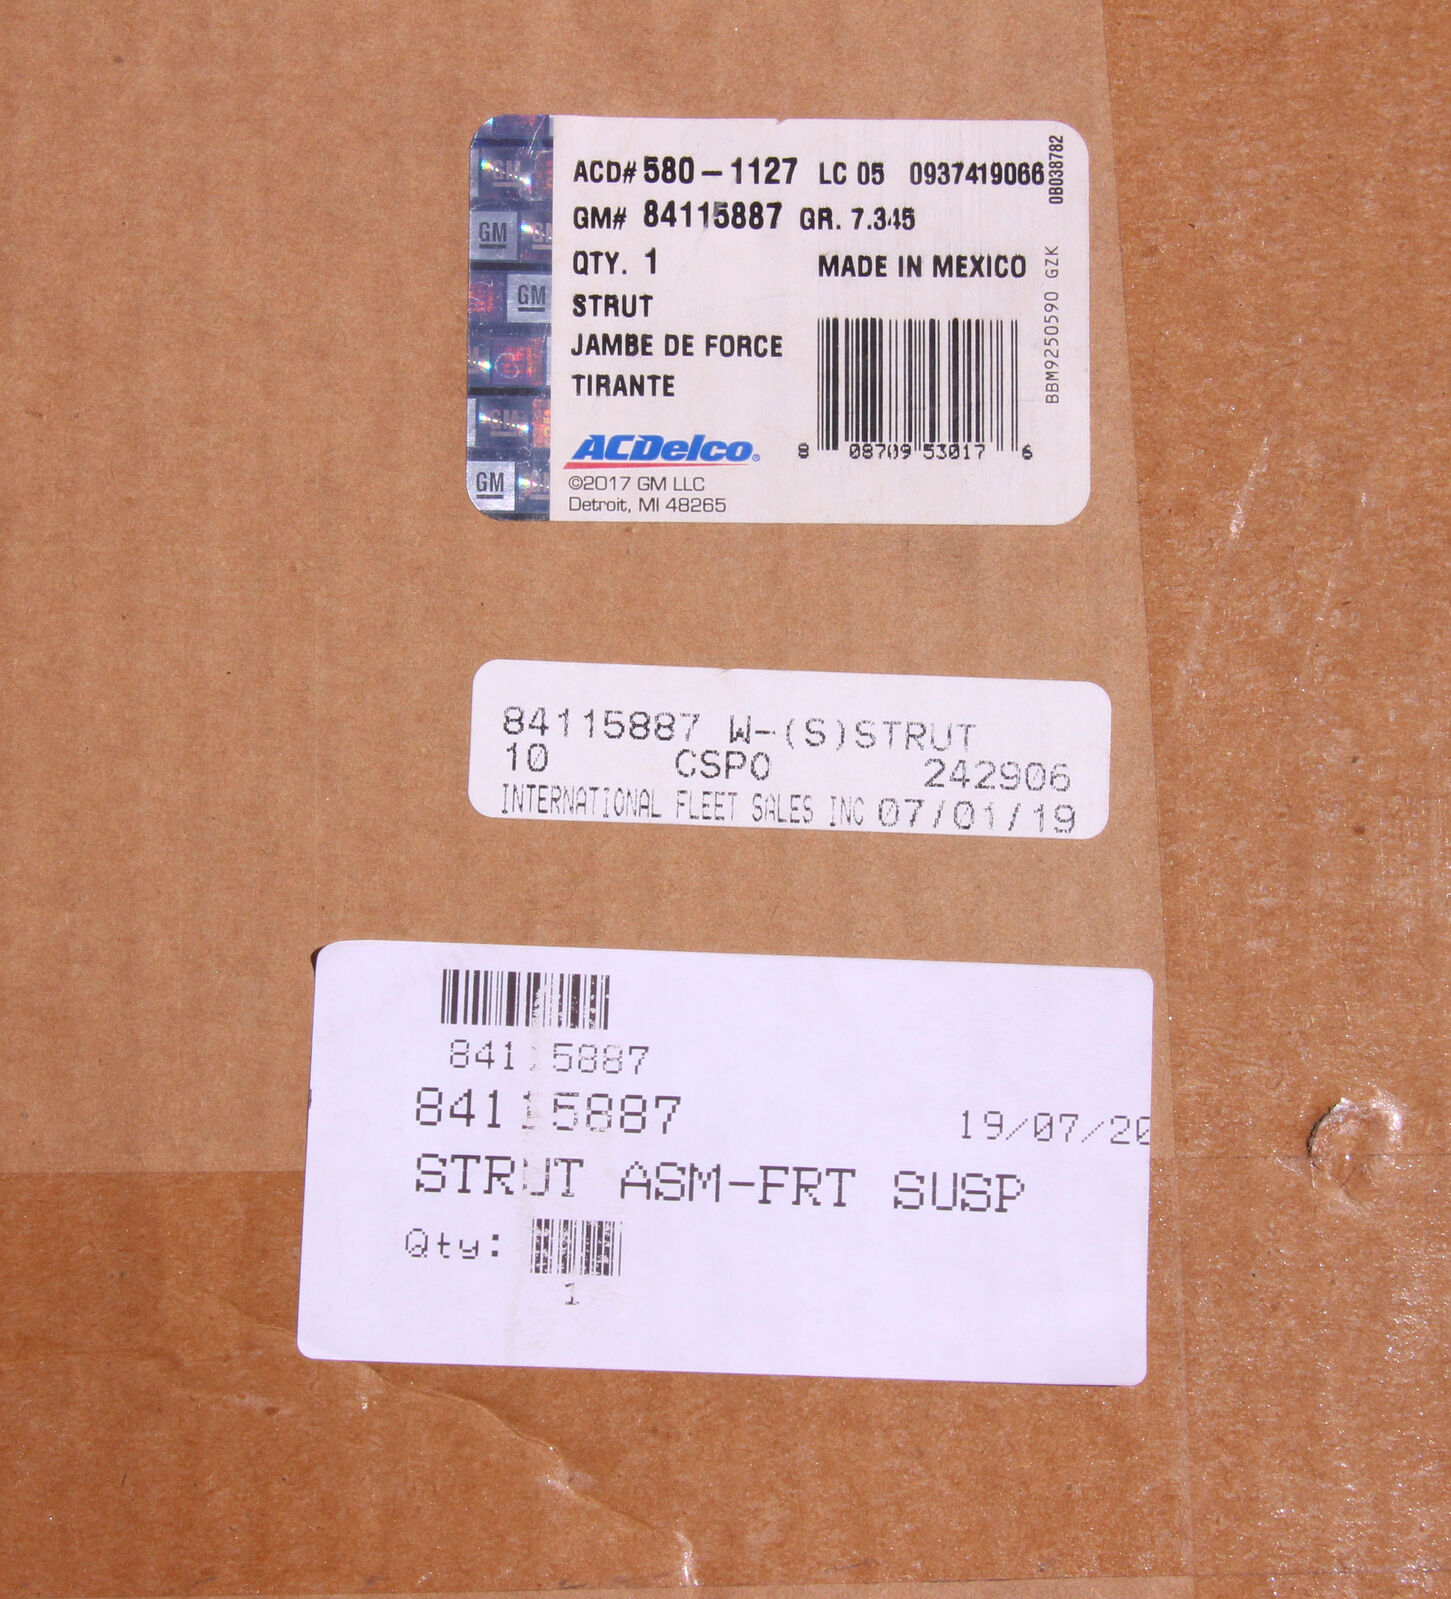 ACD# 580-1127 LC 05 0937419066
0B038782
GM# 84115887 GR. 7.345
QTY. 1 MADE IN MEXICO
STRUT
JAMBE DE FORCE
TIRANTE
BBM9250590 GZK
8 08709 53017 6
ACDelco®
©2017 GM LLC
Detroit, MI 48265
GM
GM
GM
GM
GM
84115887 W-(S)STRUT
10 CSPO 242906
INTERNATIONAL FLEET SALES INC 07/01/19
84115887
84115887 19/07/20
STRUT ASM-FRT SUSP
Qty:
1